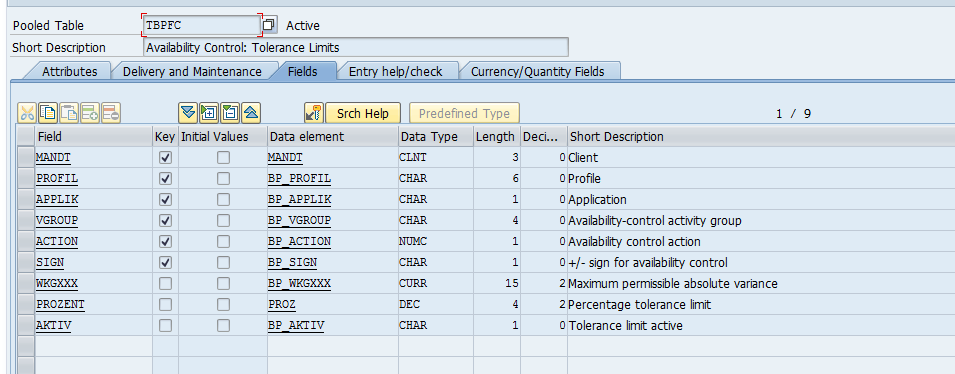 Pooled Table TBPFC Active
Short Description Availability Control: Tolerance Limits
Attributes Delivery and Maintenance Fields Entry help/check Currency/Quantity Fields
Srch Help Predefined Type 1 / 9
Field Key Initial Values Data element Data Type Length Deci... Short Description
MANDT MANDT CLNT 3 0 Client
PROFIL BP_PROFIL CHAR 6 0 Profile
APPLIK BP_APPLIK CHAR 1 0 Application
VGROUP BP_VGROUP CHAR 4 0 Availability-control activity group
ACTION BP_ACTION NUMC 1 0 Availability control action
SIGN BP_SIGN CHAR 1 0 +/- sign for availability control
WKGXXX BP_WKGXXX CURR 15 2 Maximum permissible absolute variance
PROZENT PROZ DEC 4 2 Percentage tolerance limit
AKTIV BP_AKTIV CHAR 1 0 Tolerance limit active